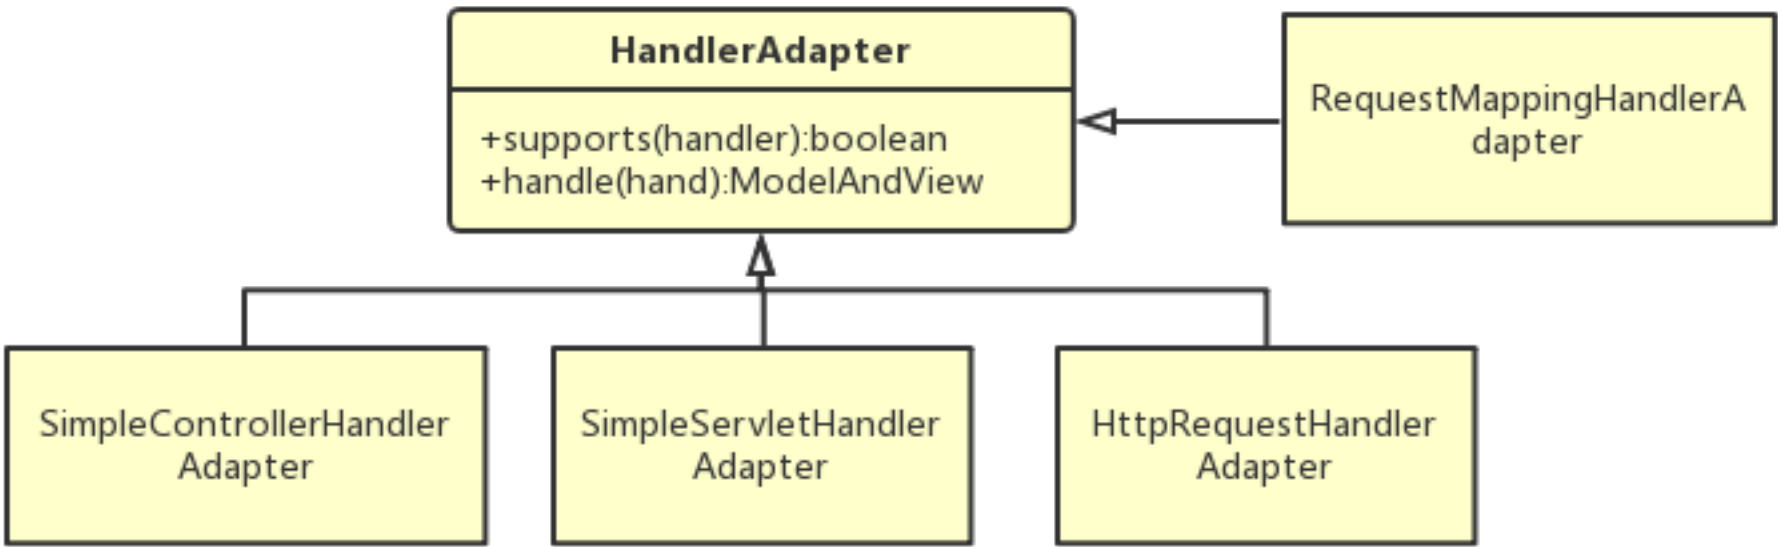 HandlerAdapter
+supports(handler):boolean
+handle(hand):ModelAndView
RequestMappingHandlerA
dapter
SimpleControllerHandler
Adapter
SimpleServletHandler
Adapter
HttpRequestHandler
Adapter